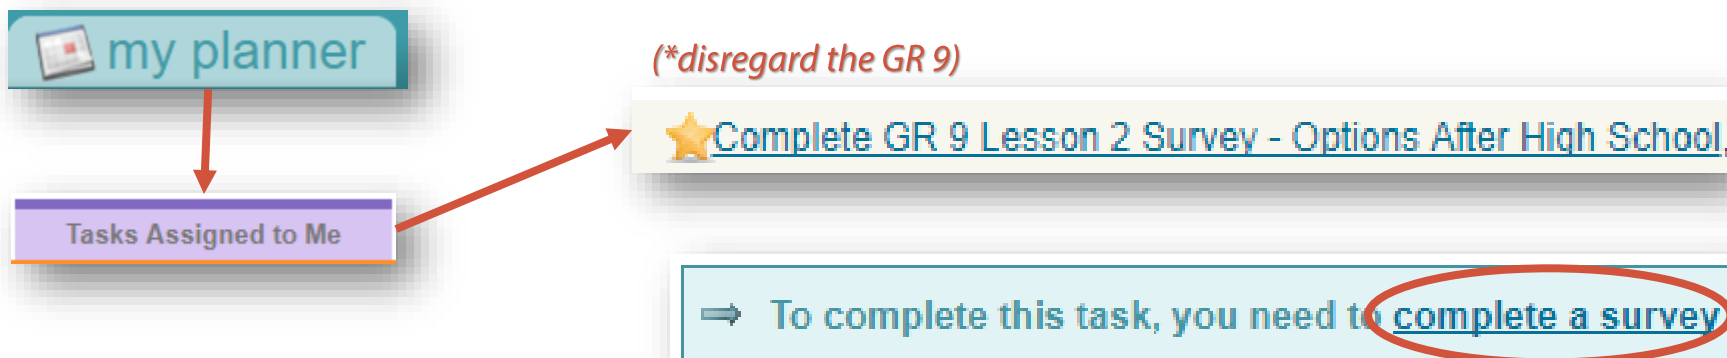 my planner
Tasks Assigned to Me
(*disregard the GR 9)
Complete GR 9 Lesson 2 Survey - Options After High School,
To complete this task, you need to complete a survey